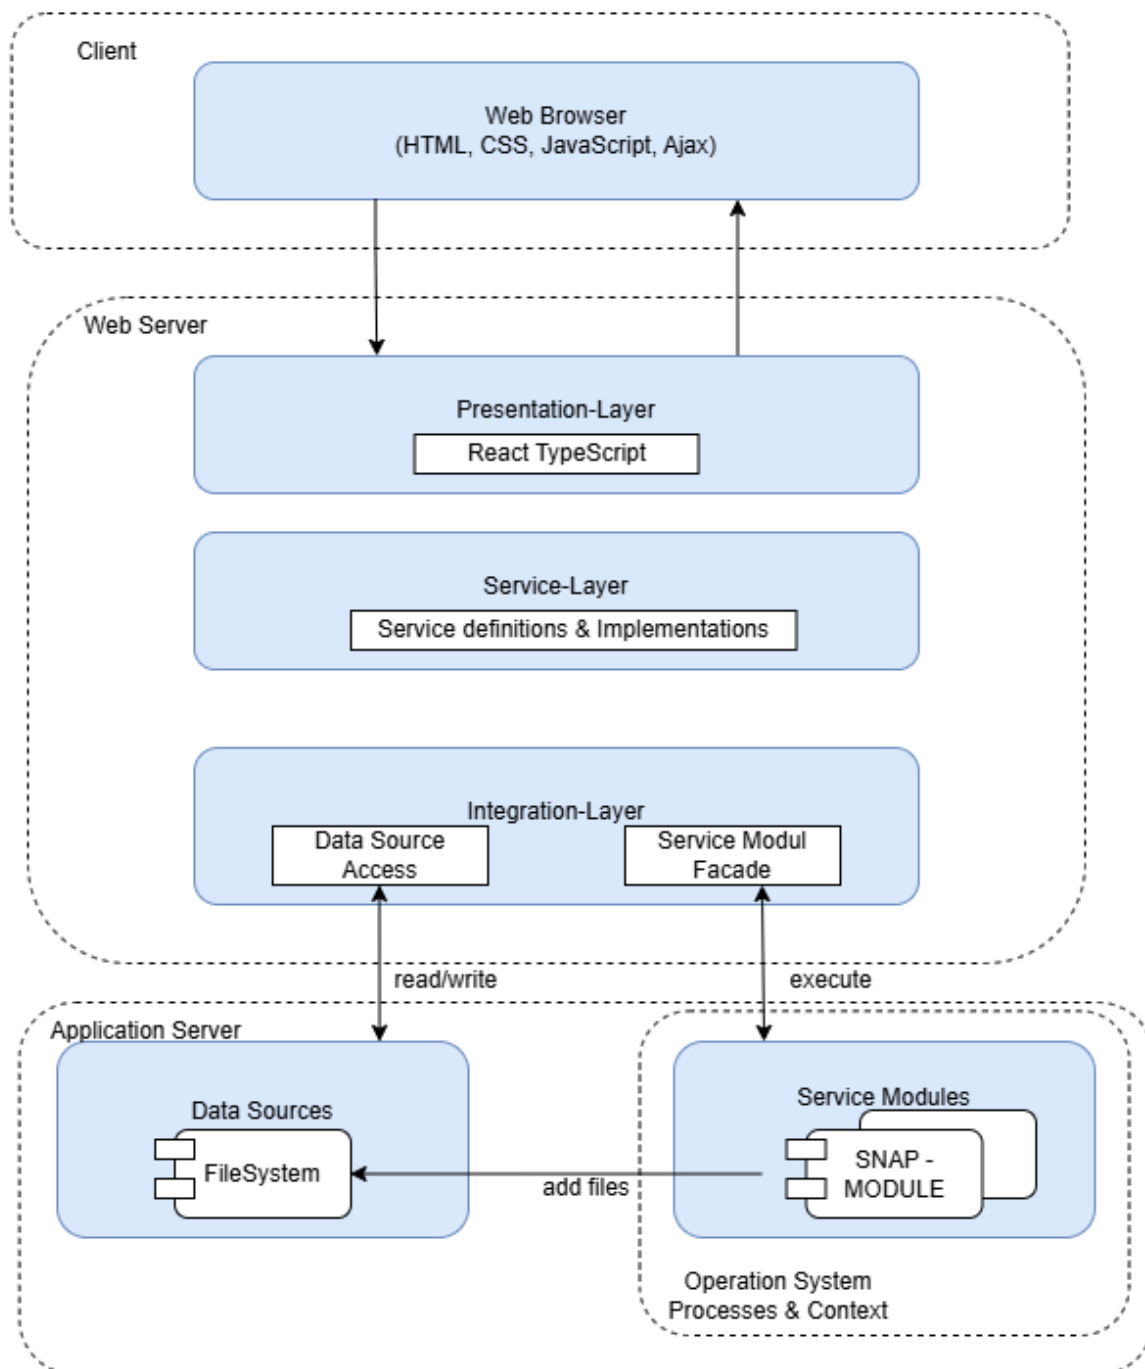 Client
Web Browser
(HTML, CSS, JavaScript, Ajax)
Web Server
Presentation-Layer
React TypeScript
Service-Layer
Service definitions & Implementations
Integration-Layer
Data Source
Access
Service Modul
Facade
read/write
execute
Application Server
Data Sources
FileSystem
add files
Service Modules
SNAP -
MODULE
Operation System
Processes & Context